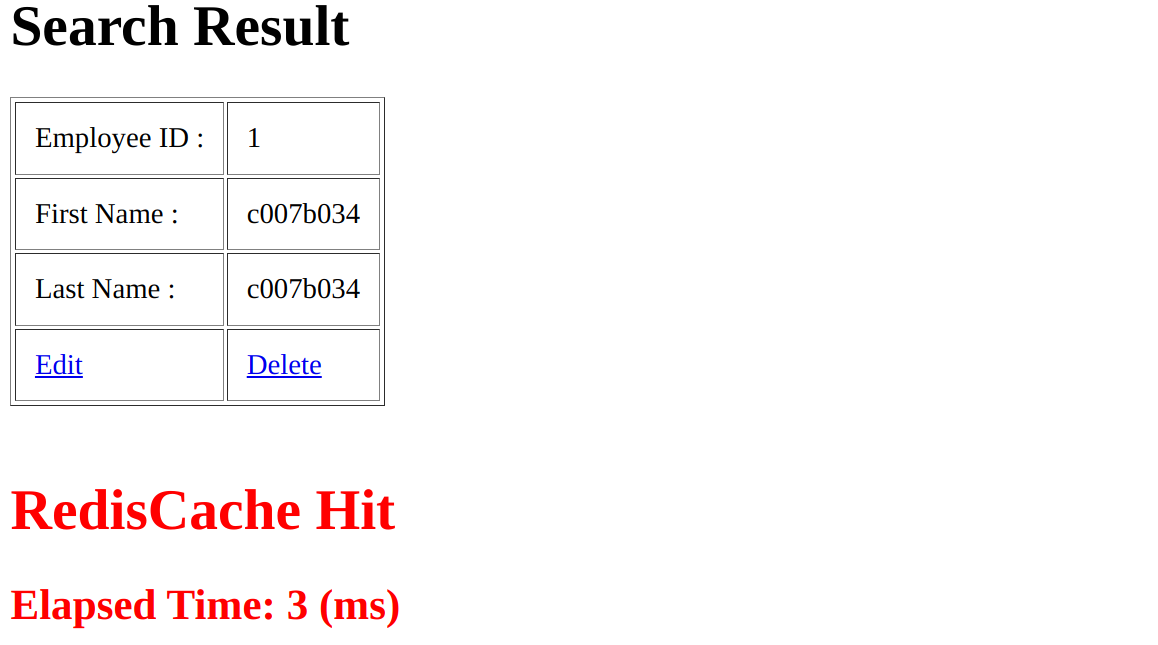 Search Result
Employee ID : 1
First Name : c007b034
Last Name : c007b034
Edit Delete
RedisCache Hit
Elapsed Time: 3 (ms)